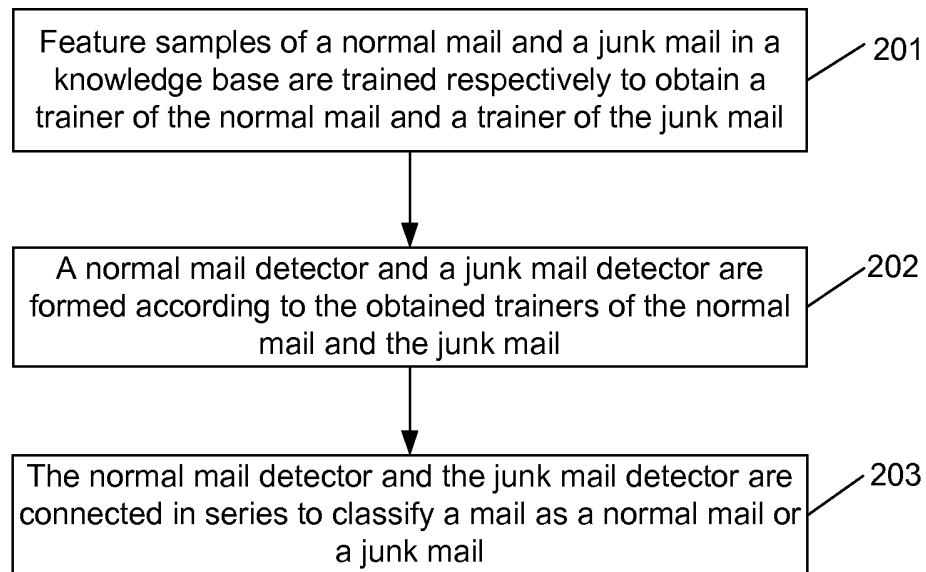 Feature samples of a normal mail and a junk mail in a
knowledge base are trained respectively to obtain a
trainer of the normal mail and a trainer of the junk mail
201
A normal mail detector and a junk mail detector are
formed according to the obtained trainers of the normal
mail and the junk mail
202
The normal mail detector and the junk mail detector are
connected in series to classify a mail as a normal mail or
a junk mail
203